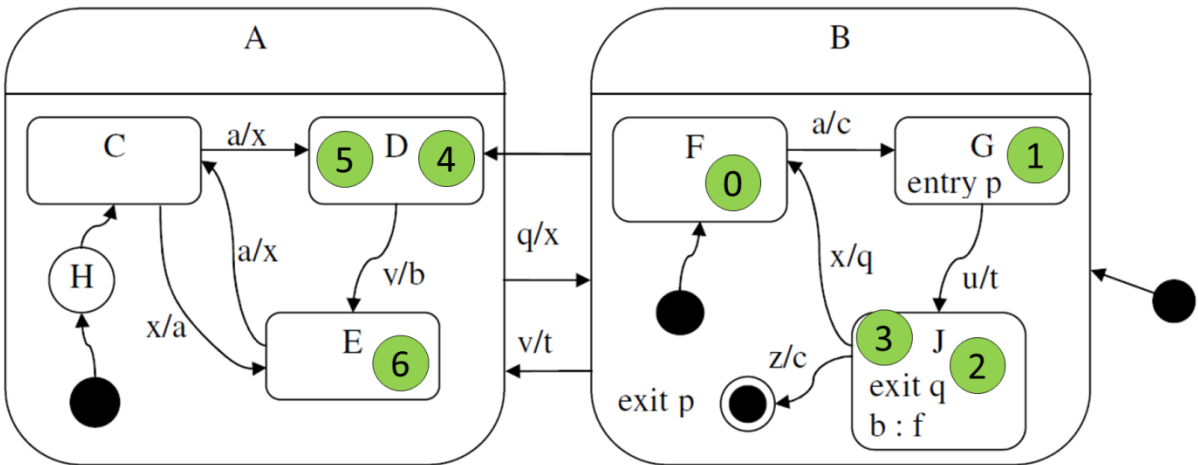 A
B
C
a/x
5
D
4
F
0
a/c
G
1
entry p
H
a/x
v/b
q/x
x/q
u/t
x/a
E
6
v/t
3
J
2
z/c
exit q
exit p
b : f